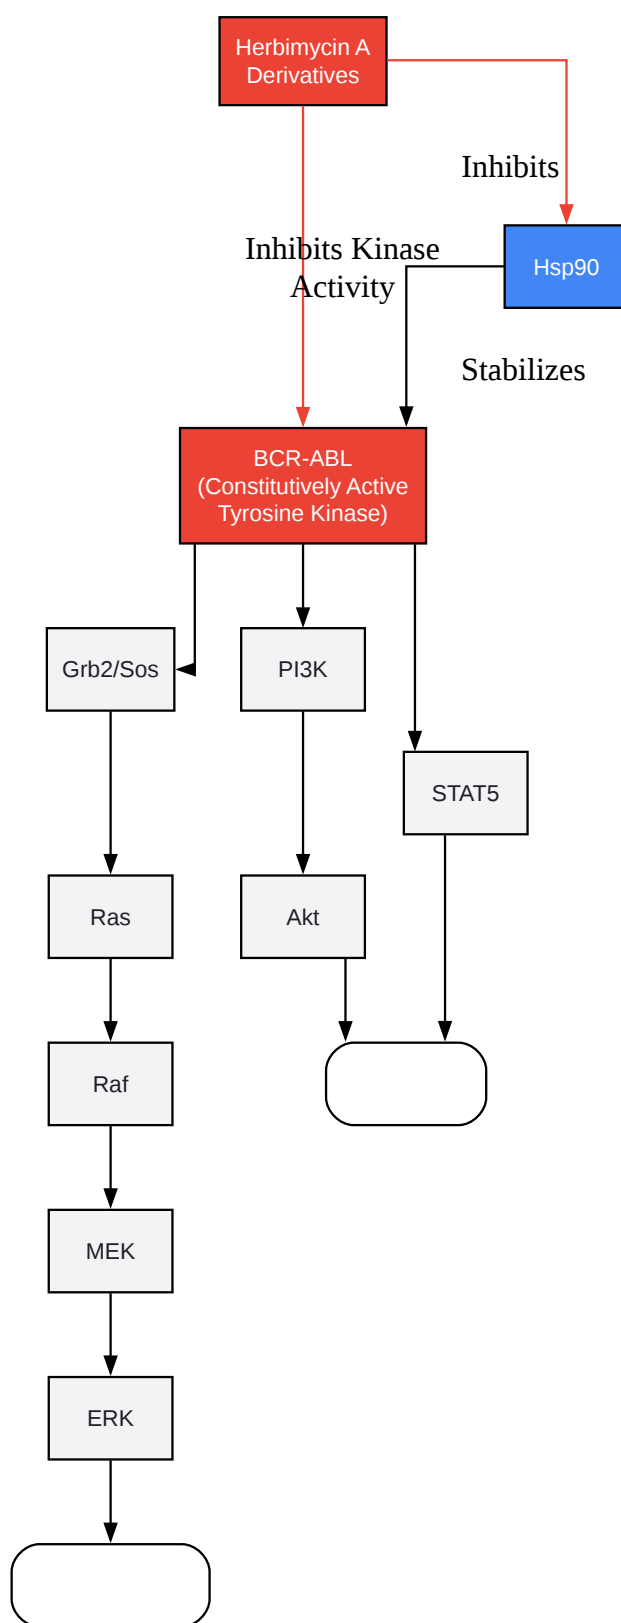 Herbimycin A
Derivatives
Inhibits
Inhibits Kinase
Activity
Hsp90
Stabilizes
BCR-ABL
(Constitutively Active
Tyrosine Kinase)
Grb2/Sos
PI3K
STAT5
Ras
Akt
Raf
MEK
ERK